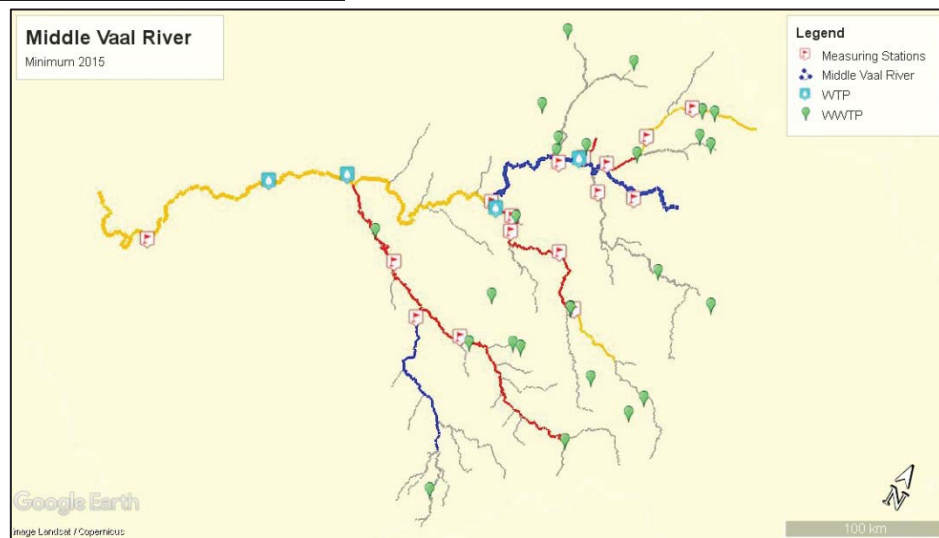 Middle Vaal River
Minimum 2015
Legend
Measuring Stations
Middle Vaal River
WTP
WWTP
Google Earth
Image Landsat / Copernicus
N
100 km